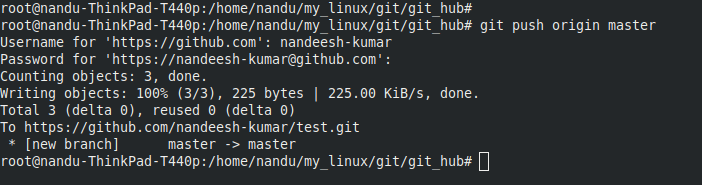 root@nandu-ThinkPad-T440p:/home/nandu/my_linux/git/git_hub#
root@nandu-ThinkPad-T440p:/home/nandu/my_linux/git/git_hub# git push origin master
Username for 'https://github.com': nandeesh-kumar
Password for 'https://nandeesh-kumar@github.com':
Counting objects: 3, done.
Writing objects: 100% (3/3), 225 bytes | 225.00 KiB/s, done.
Total 3 (delta 0), reused 0 (delta 0)
To https://github.com/nandeesh-kumar/test.git
 * [new branch]      master -> master
root@nandu-ThinkPad-T440p:/home/nandu/my_linux/git/git_hub#